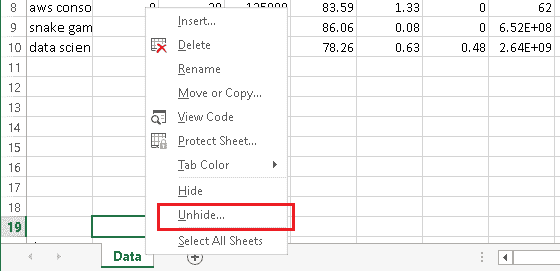 8 aws conso 83.59 1.33 0 62
Insert...
9 snake gam 86.06 0.08 0 6.52E+08
Delete
10 data scien 78.26 0.63 0.48 2.64E+09
Rename
11
Move or Copy...
12
View Code
13
14
Protect Sheet...
15
Tab Color
16
17
Hide
18
Unhide...
19
Select All Sheets
Data